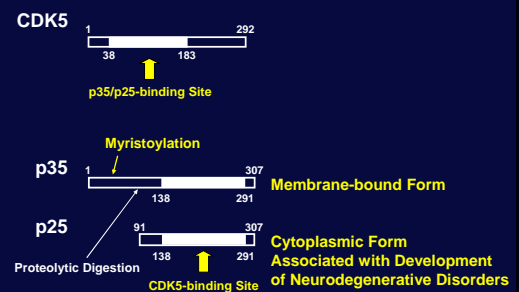 CDK5
1 292
38 183
p35/p25-binding Site
Myristoylation
p35
1 307
138 291
Membrane-bound Form
p25
91 307
138 291
Cytoplasmic Form
Associated with Development
of Neurodegenerative Disorders
Proteolytic Digestion
CDK5-binding Site